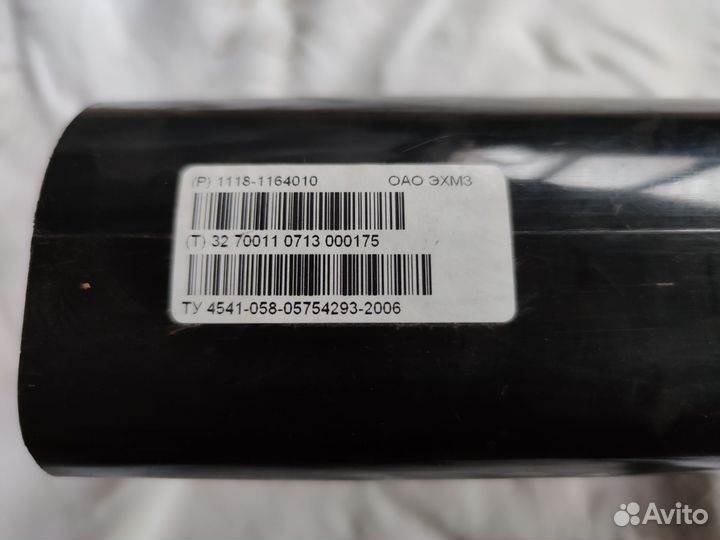 (P) 1118-1164010 ОАО ЭХМЗ
(T) 32 70011 0713 000175
ТУ 4541-058-05754293-2006
Avito